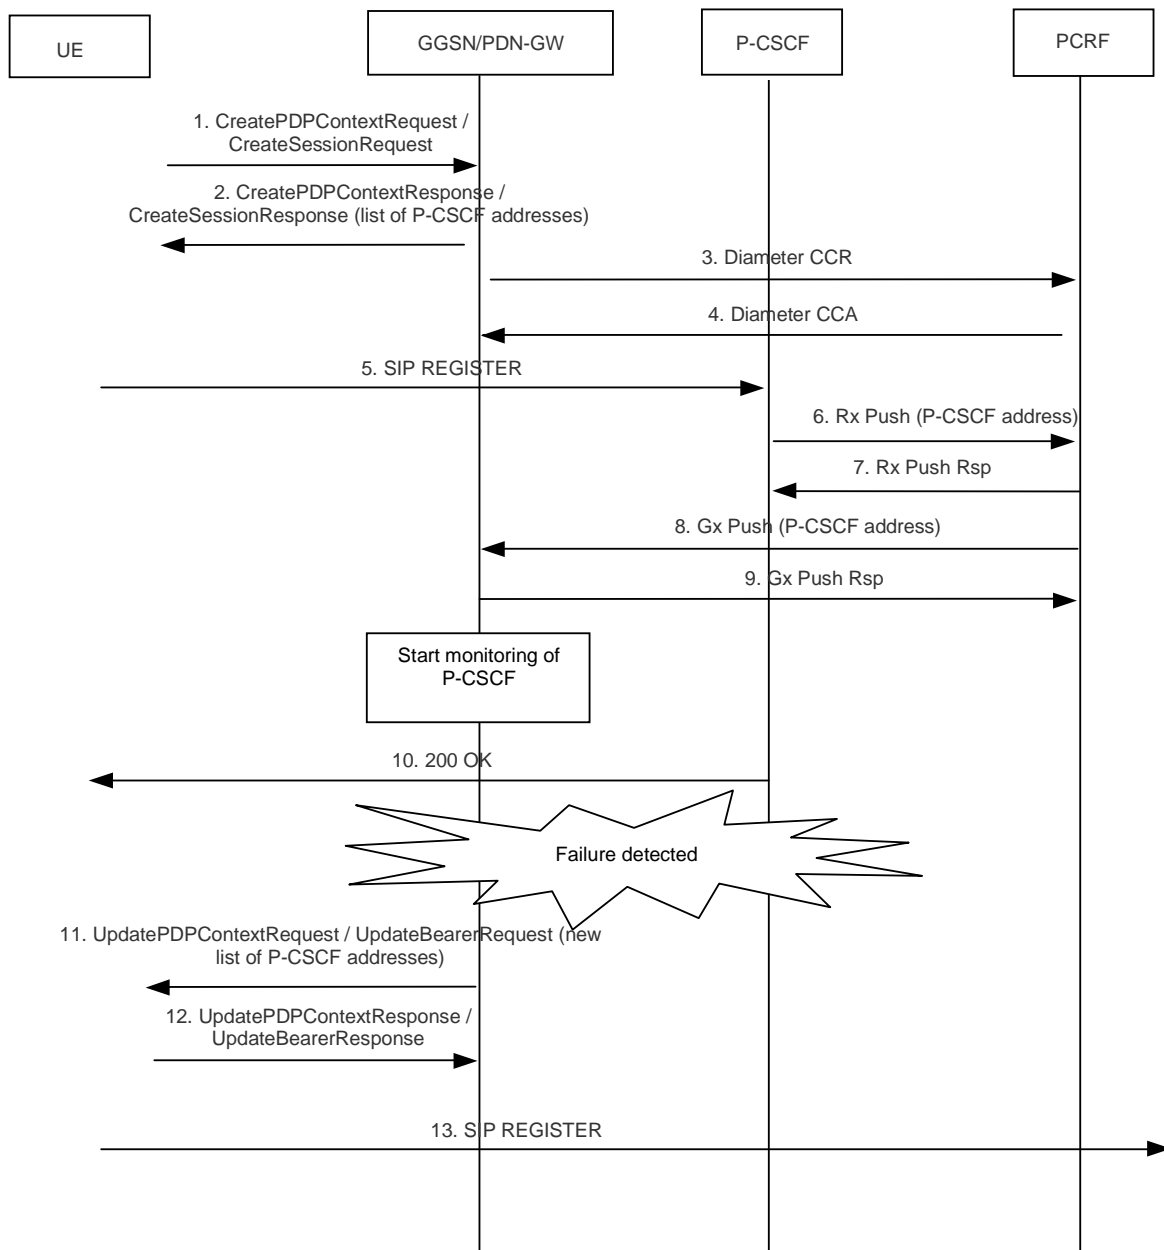 UE
GGSN/PDN-GW
P-CSCF
PCRF
1. CreatePDPContextRequest /
CreateSessionRequest
2. CreatePDPContextResponse /
CreateSessionResponse (list of P-CSCF addresses)
3. Diameter CCR
4. Diameter CCA
5. SIP REGISTER
6. Rx Push (P-CSCF address)
7. Rx Push Rsp
8. Gx Push (P-CSCF address)
9. Gx Push Rsp
Start monitoring of
P-CSCF
10. 200 OK
Failure detected
11. UpdatePDPContextRequest / UpdateBearerRequest (new
list of P-CSCF addresses)
12. UpdatePDPContextResponse /
UpdateBearerResponse
13. SIP REGISTER